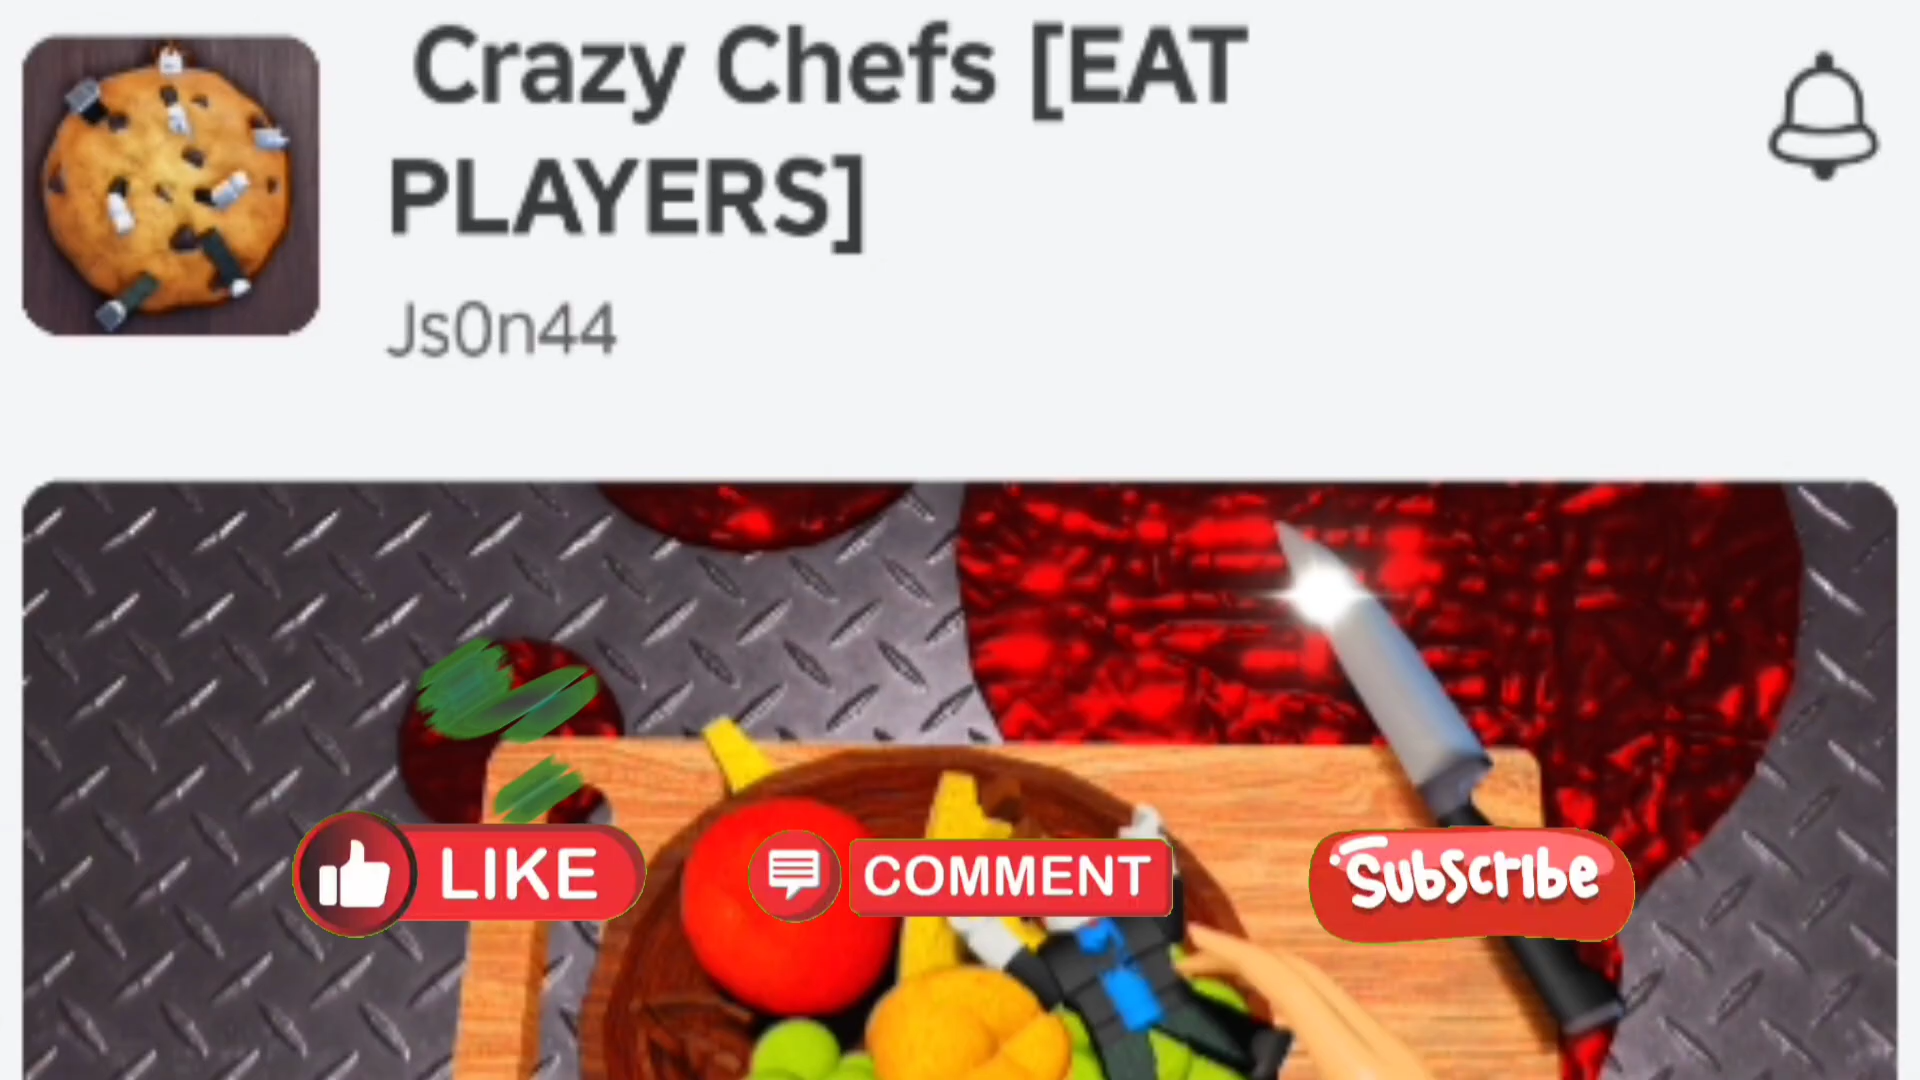 Crazy Chefs [EAT
PLAYERS]
Js0n44
LIKE
COMMENT
Subscribe